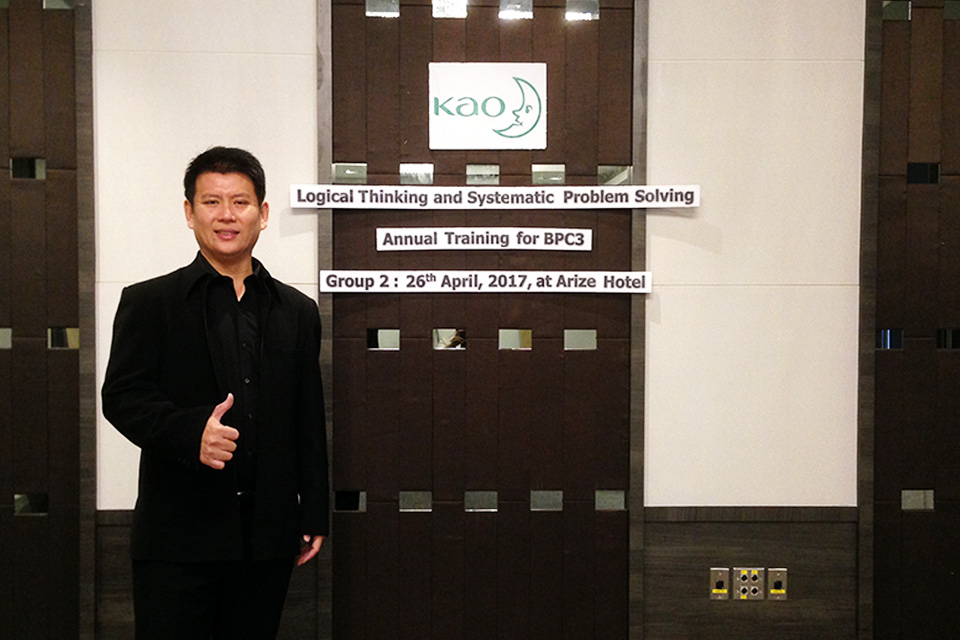 Kao
Logical Thinking and Systematic Problem Solving
Annual Training for BPC3
Group 2 : 26th April, 2017, at Arize Hotel